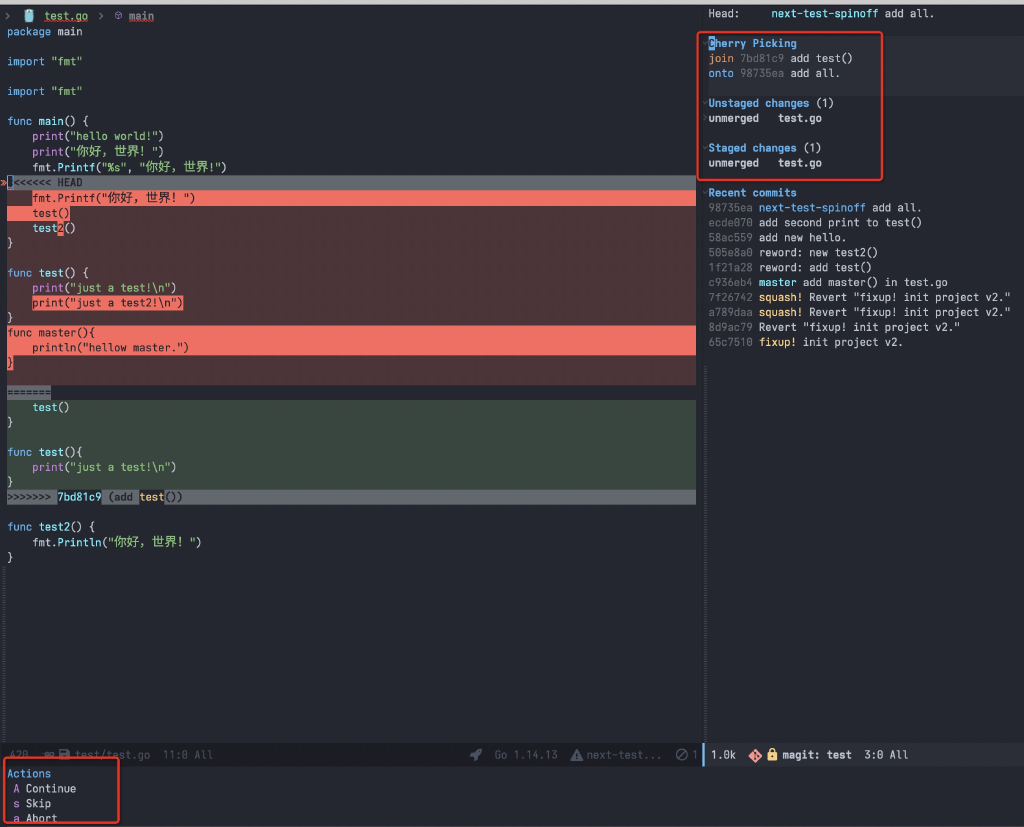 test.go > main
package main
import "fmt"
import "fmt"
func main() {
print("hello world!")
print("你好，世界！")
fmt.Printf("%s", "你好，世界!")
<<<<<< HEAD
fmt.Printf("你好，世界！")
test()
test2()
}
func test() {
print("just a test!\n")
print("just a test2!\n")
}
func master(){
println("hellow master.")
}
=======
test()
}
func test(){
print("just a test!\n")
}
>>>>>>> 7bd81c9 (add test())
func test2() {
fmt.Println("你好，世界！")
}
420 test/test.go 11:0 All Go 1.14.13 next-test... 1
Head: next-test-spinoff add all.
Cherry Picking
join 7bd81c9 add test()
onto 98735ea add all.
Unstaged changes (1)
unmerged test.go
Staged changes (1)
unmerged test.go
Recent commits
98735ea next-test-spinoff add all.
ecde070 add second print to test()
58ac559 add new hello.
505e8a0 reword: new test2()
1f21a28 reword: add test()
c936eb4 master add master() in test.go
7f26742 squash! Revert "fixup! init project v2."
a789daa squash! Revert "fixup! init project v2."
8d9ac79 Revert "fixup! init project v2."
65c7510 fixup! init project v2.
1.0k magit: test 3:0 All
Actions
A Continue
s Skip
a Abort